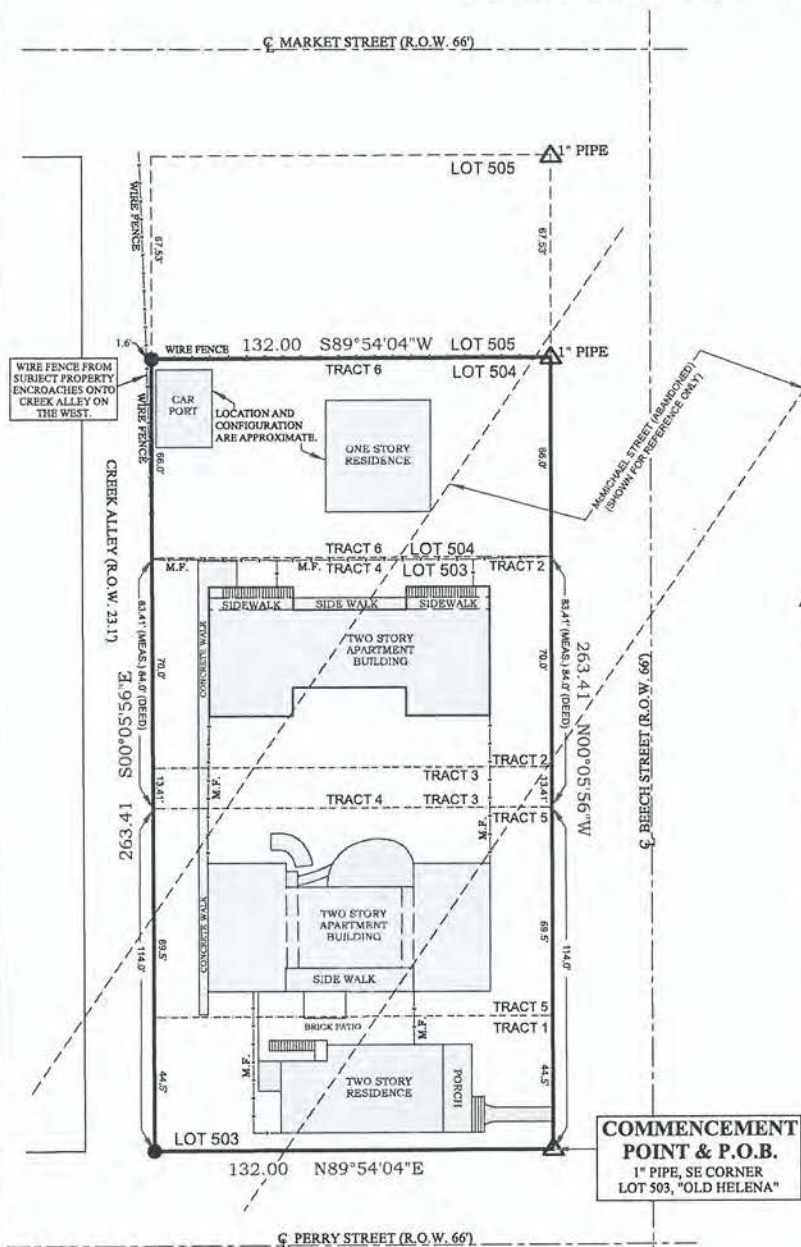 ℄ MARKET STREET (R.O.W. 66')
1" PIPE
LOT 505
WIRE FENCE
67.53'
67.53'
1.6'
WIRE FENCE
132.00 S89°54'04"W
LOT 505
1" PIPE
TRACT 6
LOT 504
WIRE FENCE FROM
SUBJECT PROPERTY
ENCROACHES ONTO
CREEK ALLEY ON
THE WEST.
WIRE FENCE
CAR
PORT
LOCATION AND
CONFIGURATION
ARE APPROXIMATE.
ONE STORY
RESIDENCE
McMICHAEL STREET (ABANDONED)
(SHOWN FOR REFERENCE ONLY)
66.0'
66.0'
CREEK ALLEY (R.O.W. 23.1')
TRACT 6
LOT 504
M.F.
M.F.
TRACT 4
LOT 503
TRACT 2
SIDEWALK
SIDE WALK
SIDEWALK
TWO STORY
APARTMENT
BUILDING
CONCRETE WALK
83.41' (MEAS.) 84.0' (DEED)
70.0'
70.0'
83.41' (MEAS.) 84.0' (DEED)
263.41 S00°05'56"E
263.41 N00°05'56"W
℄ BEECH STREET (R.O.W. 66')
TRACT 2
TRACT 3
M.F.
13.41'
13.41'
TRACT 4
TRACT 3
TRACT 5
M.F.
CONCRETE WALK
TWO STORY
APARTMENT
BUILDING
69.5'
69.5'
114.0'
114.0'
SIDE WALK
TRACT 5
TRACT 1
BRICK PATIO
M.F.
M.F.
44.5'
44.5'
TWO STORY
RESIDENCE
PORCH
LOT 503
132.00 N89°54'04"E
COMMENCEMENT
POINT & P.O.B.
1" PIPE, SE CORNER
LOT 503, "OLD HELENA"
℄ PERRY STREET (R.O.W. 66')